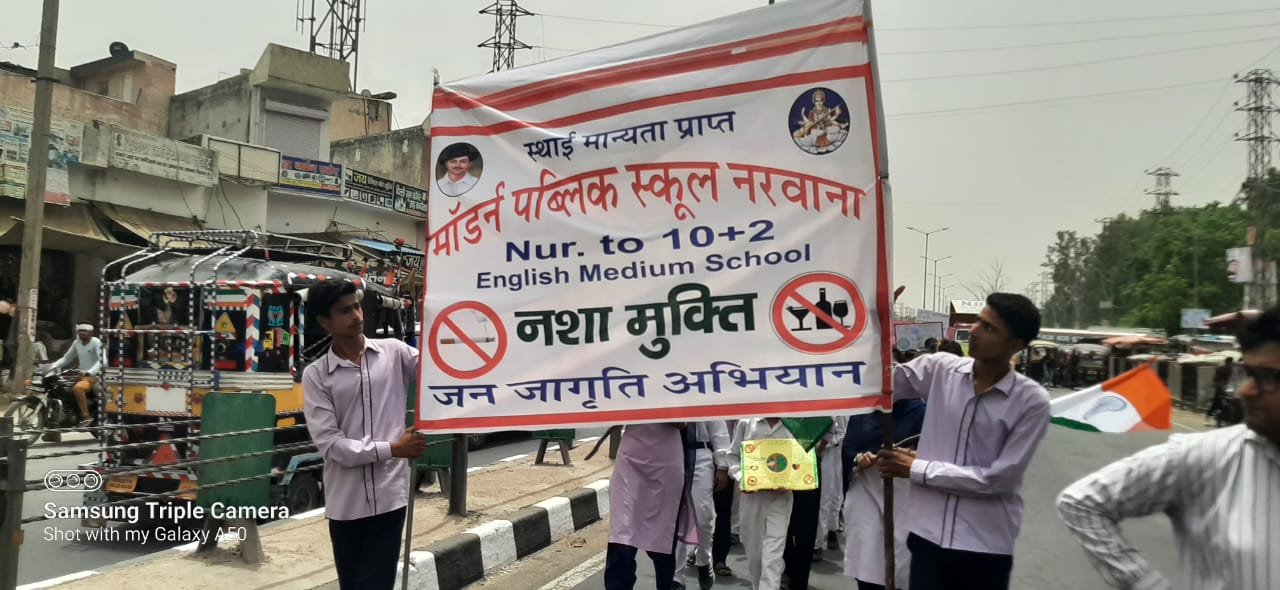 स्थाई मान्यता प्राप्त
मॉडर्न पब्लिक स्कूल नरवाना
Nur. to 10+2
English Medium School
नशा मुक्ति
जन जागृति अभियान
जय
Samsung Triple Camera
Shot with my Galaxy A50